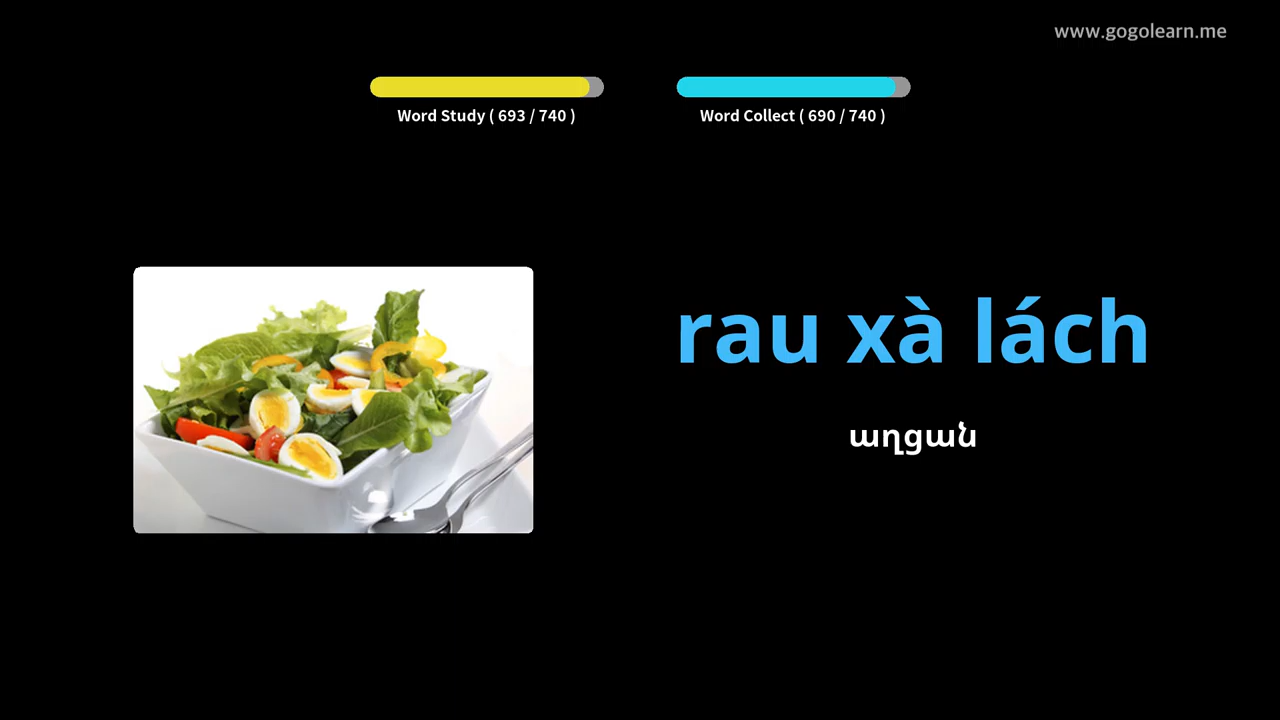 www.gogolearn.me
Word Study ( 693 / 740 )
Word Collect ( 690 / 740 )
rau xà lách
աղցան